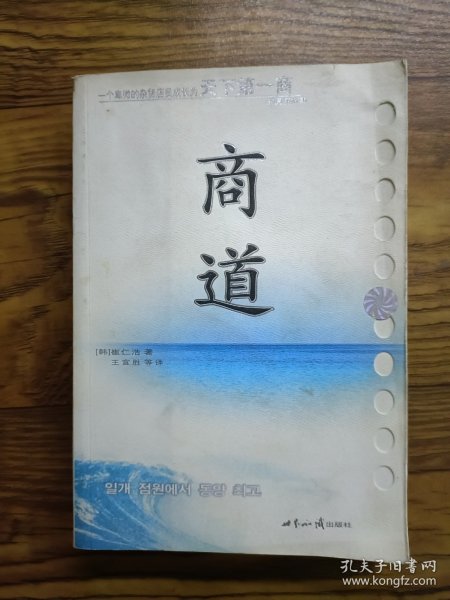 一个卑微的杂货店员成长为 天下第一商
商
道
[韩]崔仁浩 著
王宜胜等译
일개 점원에서 동양 최고
世界知识出版社
孔夫子旧书网
www.kongfz.com